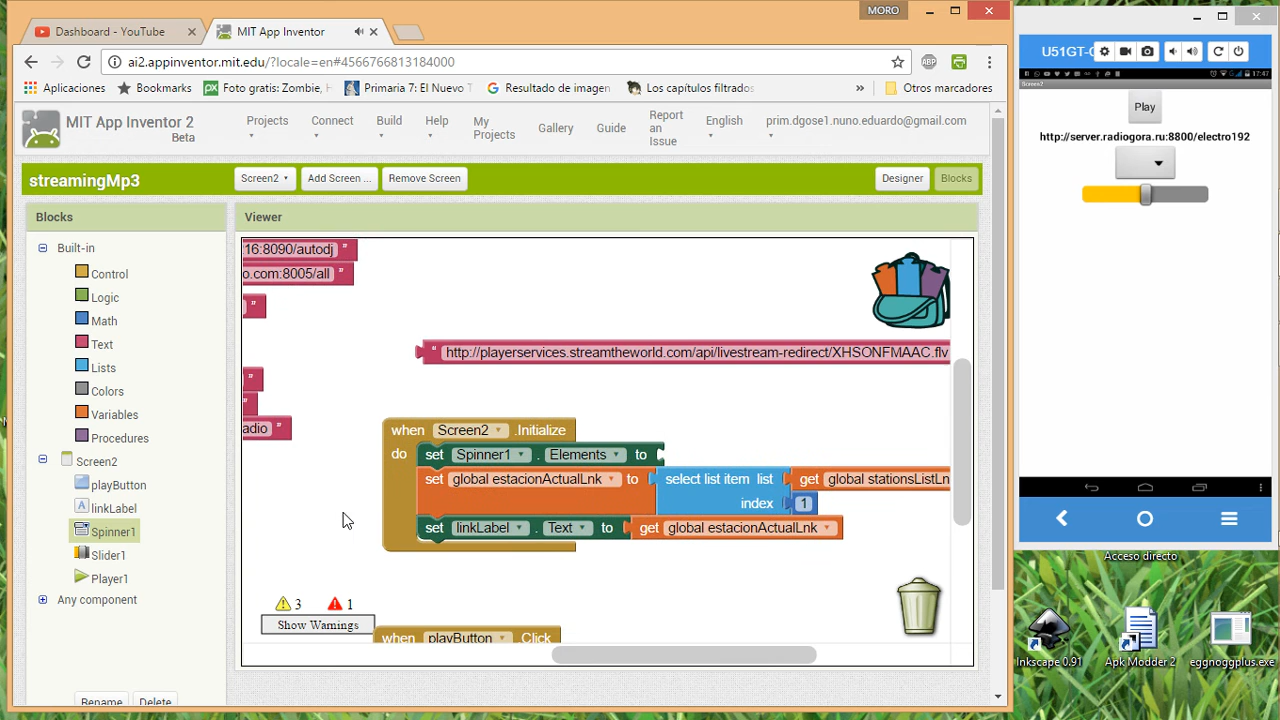 MORO
Dashboard - YouTube
MIT App Inventor
ai2.appinventor.mit.edu/?locale=en#4566766813184000
ABP
Aplicaciones
Bookmarks
Foto gratis: Zombie,
Primaria 7: El Nuevo
Resultado de imagen
Los capítulos filtrados
»
Otros marcadores
MIT App Inventor 2
Beta
Projects
Connect
Build
Help
My Projects
Gallery
Guide
Report an Issue
English
prim.dgose1.nuno.eduardo@gmail.com
streamingMp3
Screen2
Add Screen ...
Remove Screen
Designer
Blocks
Blocks
Viewer
Built-in
Control
Logic
Math
Text
Lists
Colors
Variables
Procedures
Screen2
playButton
linkLabel
Spinner1
Slider1
Player1
Any component
Rename
Delete
16:8090/autodj "
o.com:8005/all "
"
" http://playerservices.streamtheworld.com/api/livestream-redirect/XHSONFMAAC.flv
"
"
adio "
when Screen2 .Initialize
do set Spinner1 . Elements to
set global estacionActualLnk to select list item list get global stationsListLn
index 1
set linkLabel . Text to get global estacionActualLnk
3 1
Show Warnings
when playButton .Click
U51GT-C
17:47
Screen2
Play
http://server.radiogora.ru:8800/electro192
Acceso directo
Inkscape 0.91
Apk Modder 2
eggnoggplus.exe